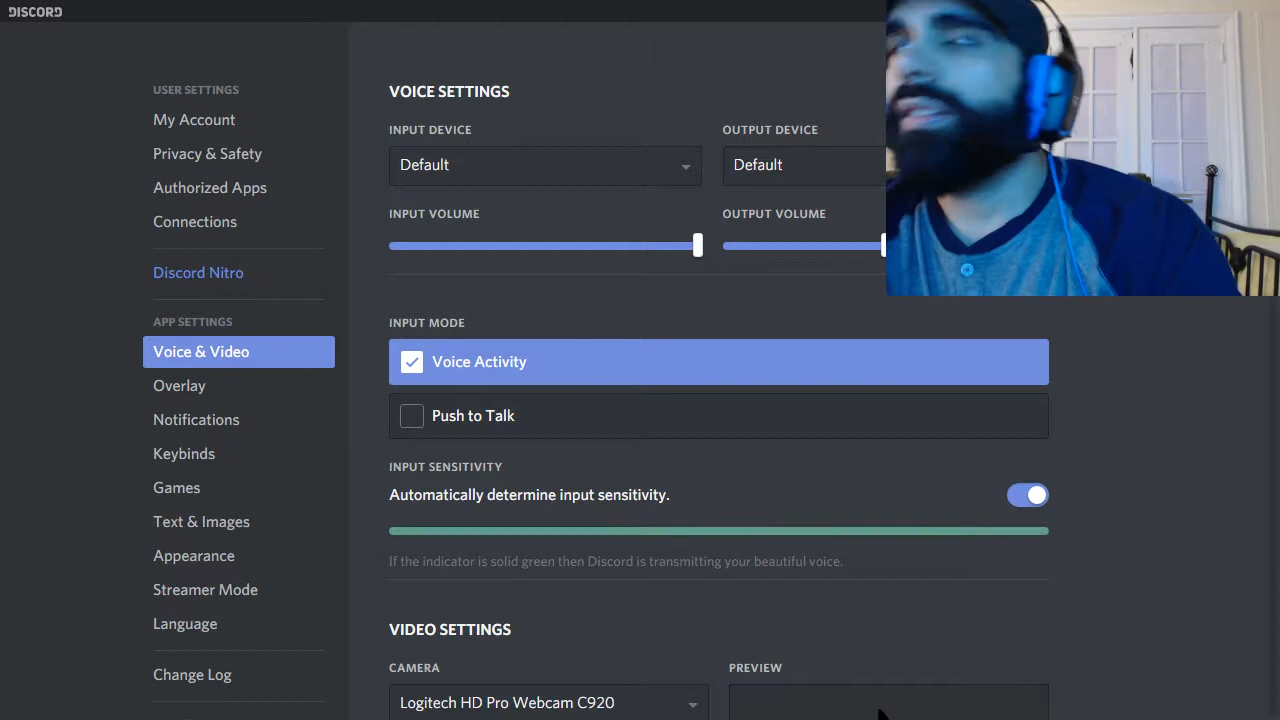 DISCORD
USER SETTINGS
My Account
Privacy & Safety
Authorized Apps
Connections
Discord Nitro
APP SETTINGS
Voice & Video
Overlay
Notifications
Keybinds
Games
Text & Images
Appearance
Streamer Mode
Language
Change Log
VOICE SETTINGS
INPUT DEVICE
OUTPUT DEVICE
Default
Default
INPUT VOLUME
OUTPUT VOLUME
INPUT MODE
Voice Activity
Push to Talk
INPUT SENSITIVITY
Automatically determine input sensitivity.
If the indicator is solid green then Discord is transmitting your beautiful voice.
VIDEO SETTINGS
CAMERA
PREVIEW
Logitech HD Pro Webcam C920